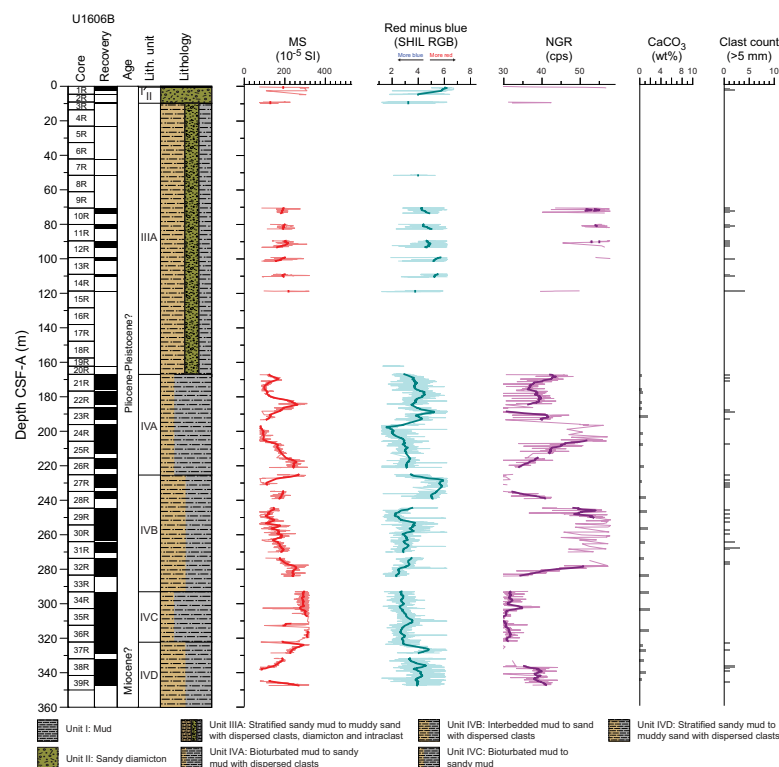 U1606B
Core
Recovery
Age
Lith. unit
Lithology
MS
(10-5 SI)
0 200 400
Red minus blue
(SHIL RGB)
More blue More red
2 4 6 8
NGR
(cps)
30 40 50 60
CaCO3
(wt%)
0 2 4 6 8 10
Clast count
(>5 mm)
0 2 4 6 8 10
Depth CSF-A (m)
0
20
40
60
80
100
120
140
160
180
200
220
240
260
280
300
320
340
360
1R
2R
3R
4R
5R
6R
7R
8R
9R
10R
11R
12R
13R
14R
15R
16R
17R
18R
19R
20R
21R
22R
23R
24R
25R
26R
27R
28R
29R
30R
31R
32R
33R
34R
35R
36R
37R
38R
39R
Pliocene-Pleistocene?
Miocene?
I
II
IIIA
IVA
IVB
IVC
IVD
Unit I: Mud
Unit II: Sandy diamicton
Unit IIIA: Stratified sandy mud to muddy sand
with dispersed clasts, diamicton and intraclast
Unit IVA: Bioturbated mud to sandy
mud with dispersed clasts
Unit IVB: Interbedded mud to sand
with dispersed clasts
Unit IVC: Bioturbated mud to
sandy mud
Unit IVD: Stratified sandy mud to
muddy sand with dispersed clasts